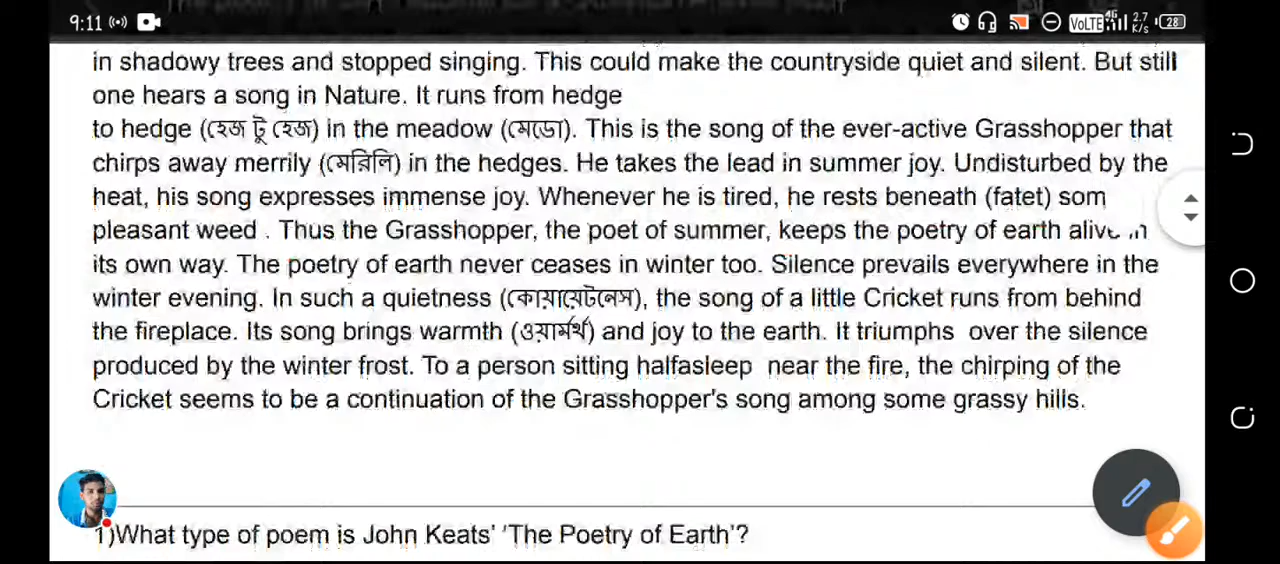 9:11
VoLTE 4G 2.7 K/s 28
in shadowy trees and stopped singing. This could make the countryside quiet and silent. But still
one hears a song in Nature. It runs from hedge
to hedge (হেজ টু হেজ) in the meadow (মেডো). This is the song of the ever-active Grasshopper that
chirps away merrily (মেরিলি) in the hedges. He takes the lead in summer joy. Undisturbed by the
heat, his song expresses immense joy. Whenever he is tired, he rests beneath (fatet) som
pleasant weed . Thus the Grasshopper, the poet of summer, keeps the poetry of earth alive in
its own way. The poetry of earth never ceases in winter too. Silence prevails everywhere in the
winter evening. In such a quietness (কোয়ায়েটনেস), the song of a little Cricket runs from behind
the fireplace. Its song brings warmth (ওয়ার্মথ) and joy to the earth. It triumphs over the silence
produced by the winter frost. To a person sitting halfasleep near the fire, the chirping of the
Cricket seems to be a continuation of the Grasshopper's song among some grassy hills.
1)What type of poem is John Keats' 'The Poetry of Earth'?